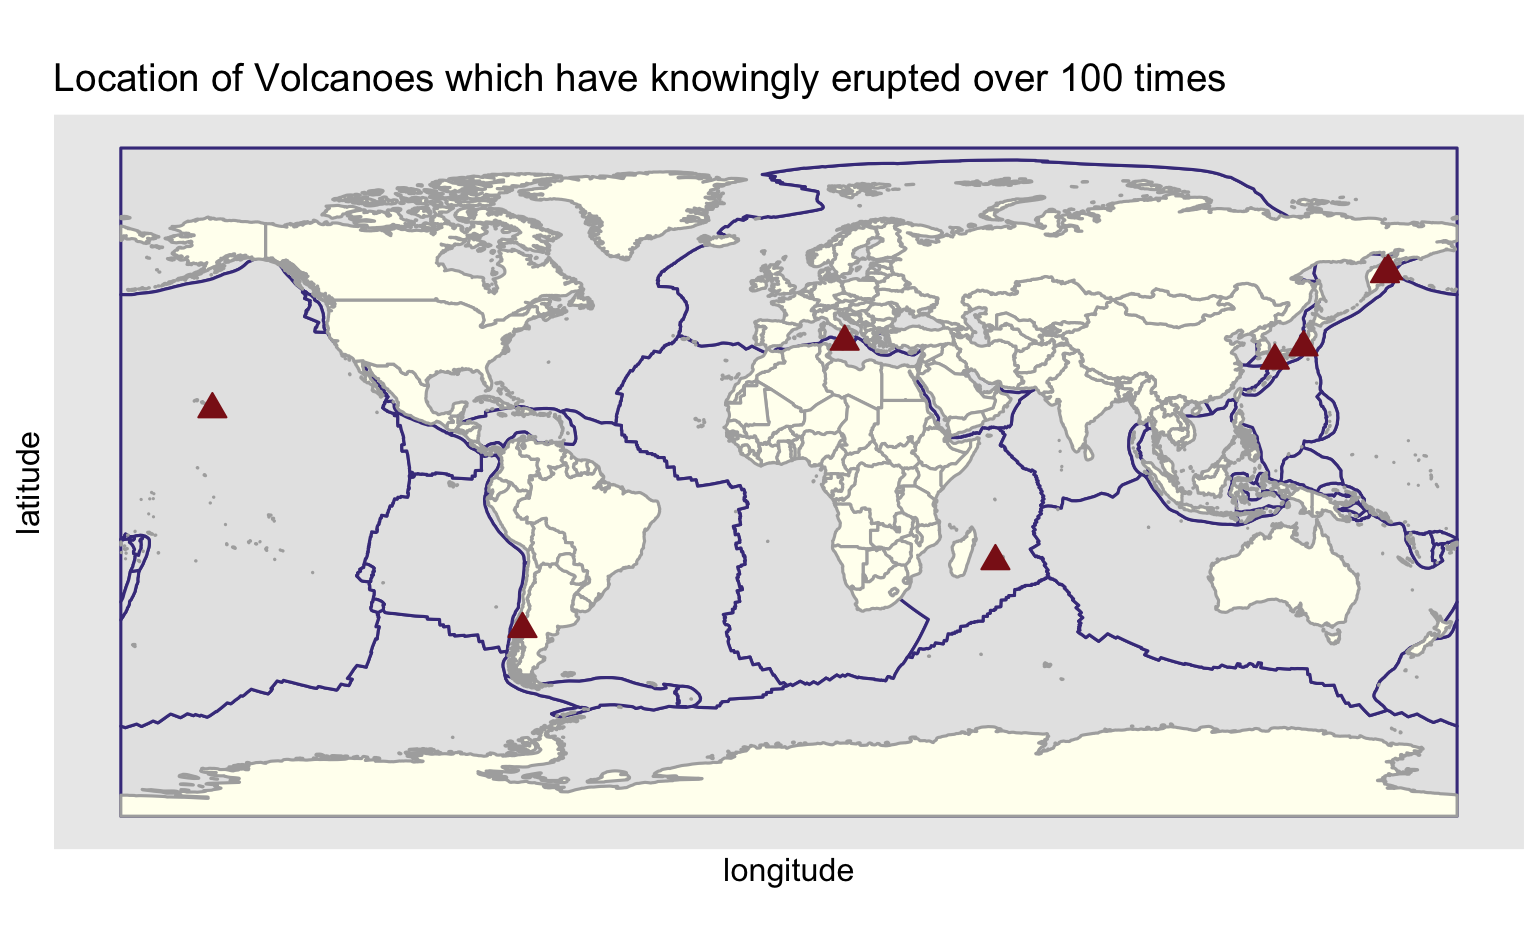 Location of Volcanoes which have knowingly erupted over 100 times
latitude
longitude